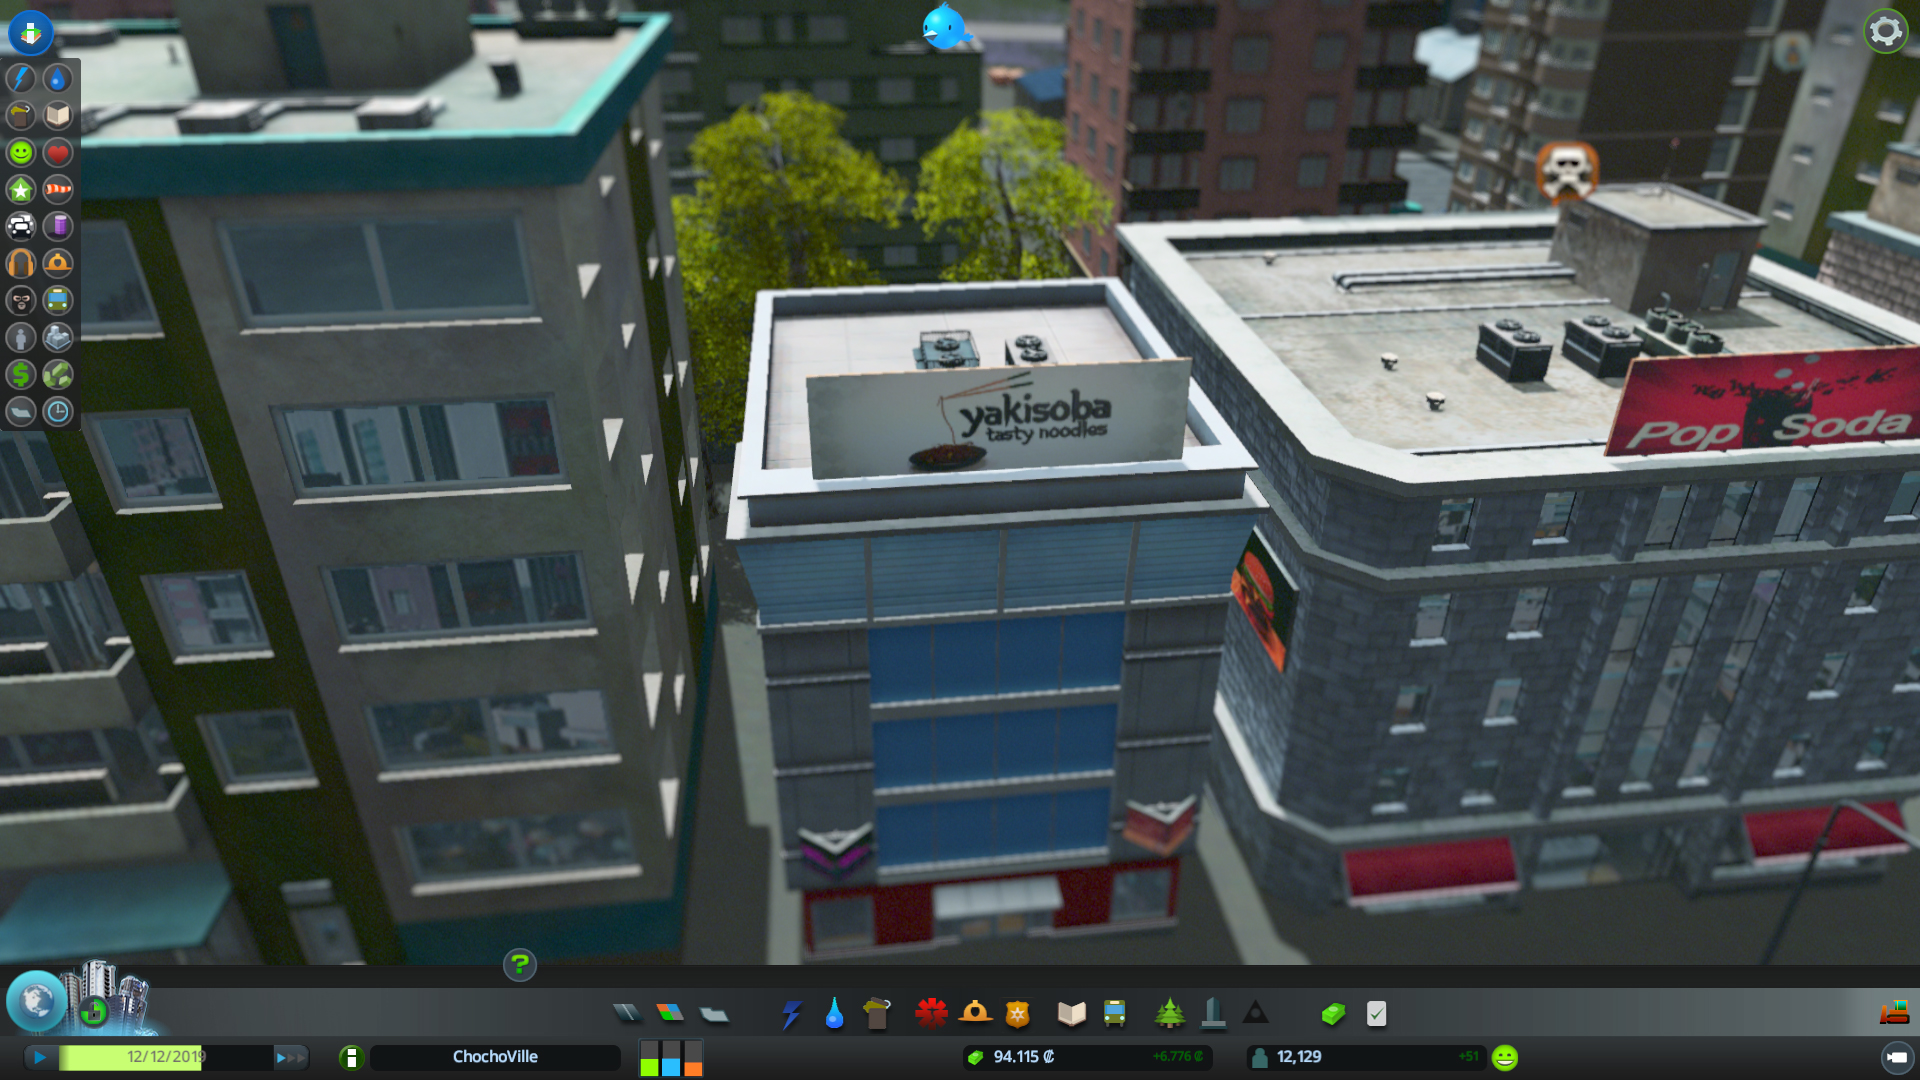 yakisoba
tasty noodles
Pop Soda
?
12/12/2019
ChochoVille
94.115 ₡
+6.776 ₡
12,129
+51